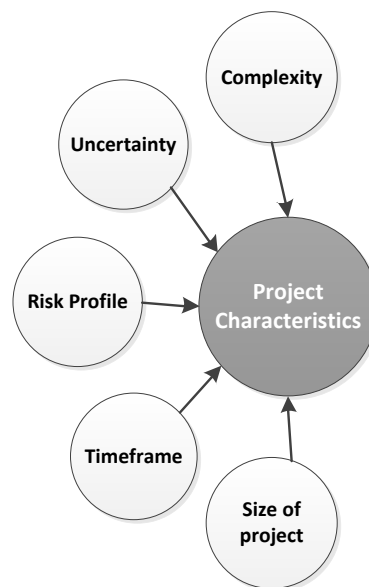 Complexity
Uncertainty
Project
Characteristics
Risk Profile
Timeframe
Size of
project